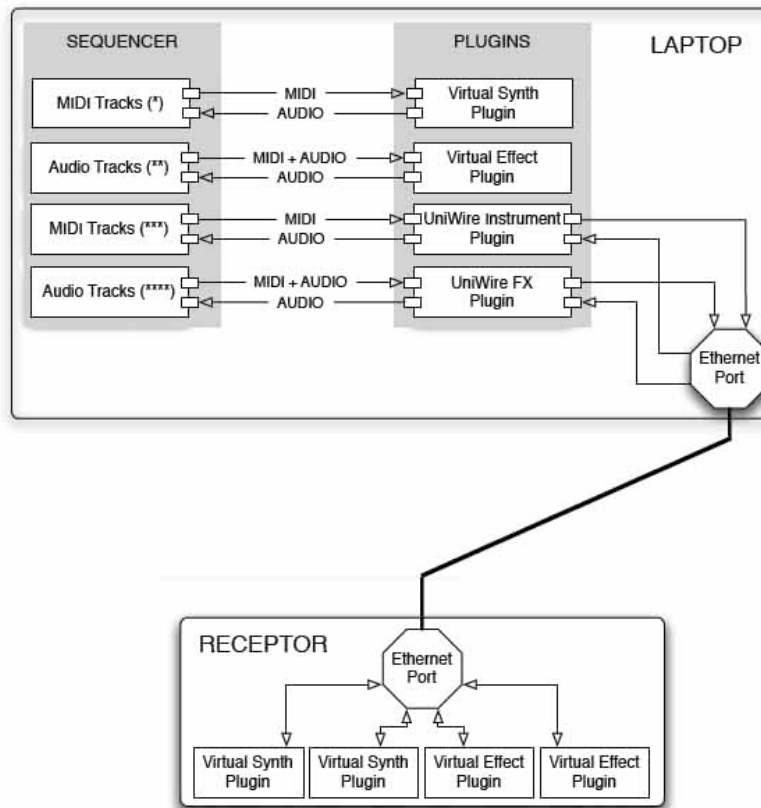 SEQUENCER
PLUGINS
LAPTOP
MIDI Tracks (*)
MIDI
AUDIO
Virtual Synth
Plugin
Audio Tracks (**)
MIDI + AUDIO
AUDIO
Virtual Effect
Plugin
MIDI Tracks (***)
MIDI
AUDIO
UniWire Instrument
Plugin
Audio Tracks (****)
MIDI + AUDIO
AUDIO
UniWire FX
Plugin
Ethernet
Port
RECEPTOR
Ethernet
Port
Virtual Synth
Plugin
Virtual Synth
Plugin
Virtual Effect
Plugin
Virtual Effect
Plugin